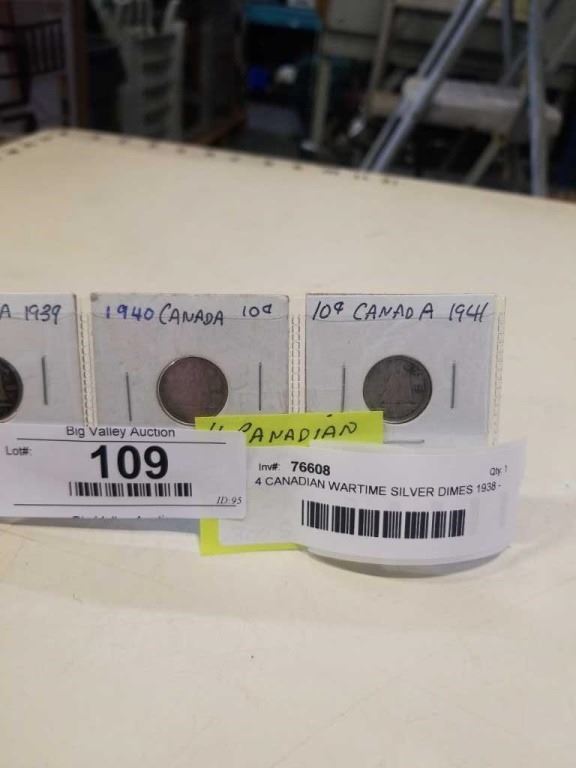 A 1939
1940 CANADA 10¢
10¢ CANADA 1941
4 CANADIAN
Big Valley Auction
Lot#:
109
ID:95
Inv#: 76608
Qty: 1
4 CANADIAN WARTIME SILVER DIMES 1938 -